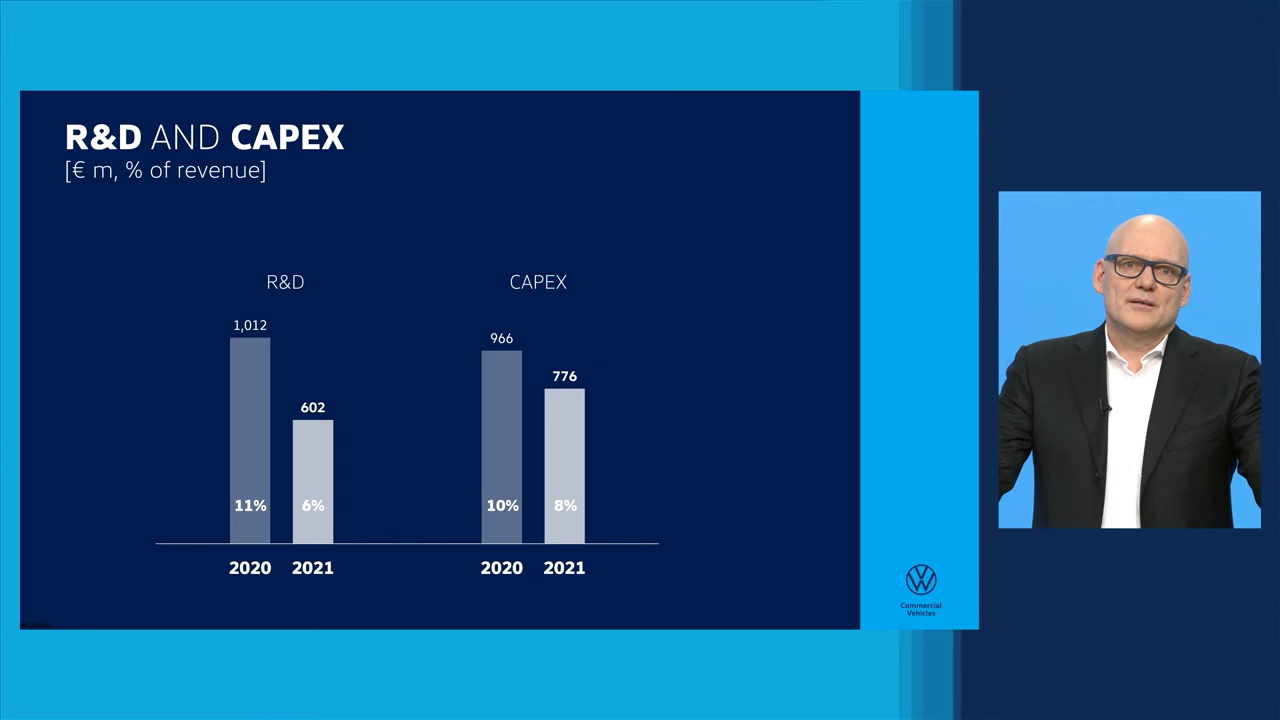 R&D AND CAPEX
[€ m, % of revenue]
R&D
CAPEX
1,012
602
966
776
11%
6%
10%
8%
2020
2021
2020
2021
Commercial
Vehicles
INTERNAL